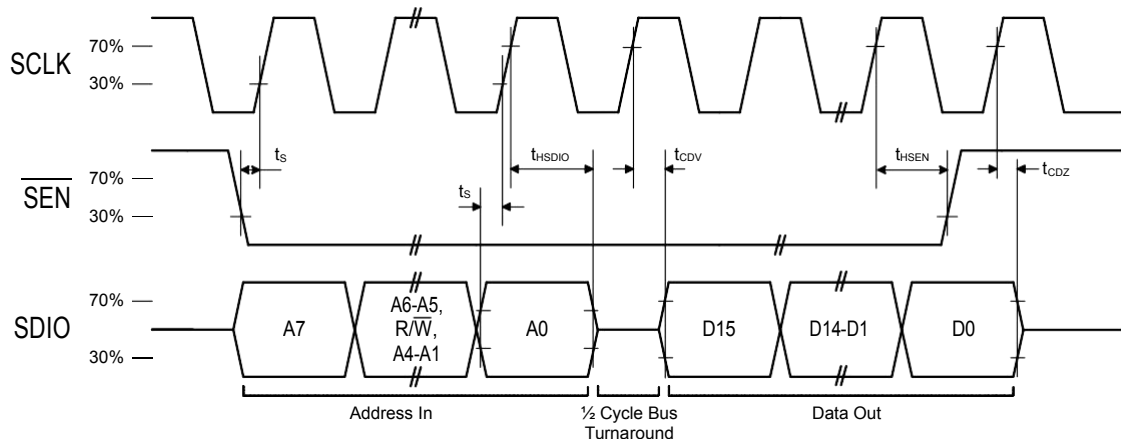 SCLK
70%
30%
tS
tHSDIO
tCDV
tHSEN
tCDZ
SEN
70%
30%
tS
SDIO
70%
30%
A7
A6-A5,
R/W,
A4-A1
A0
D15
D14-D1
D0
Address In
½ Cycle Bus
Turnaround
Data Out